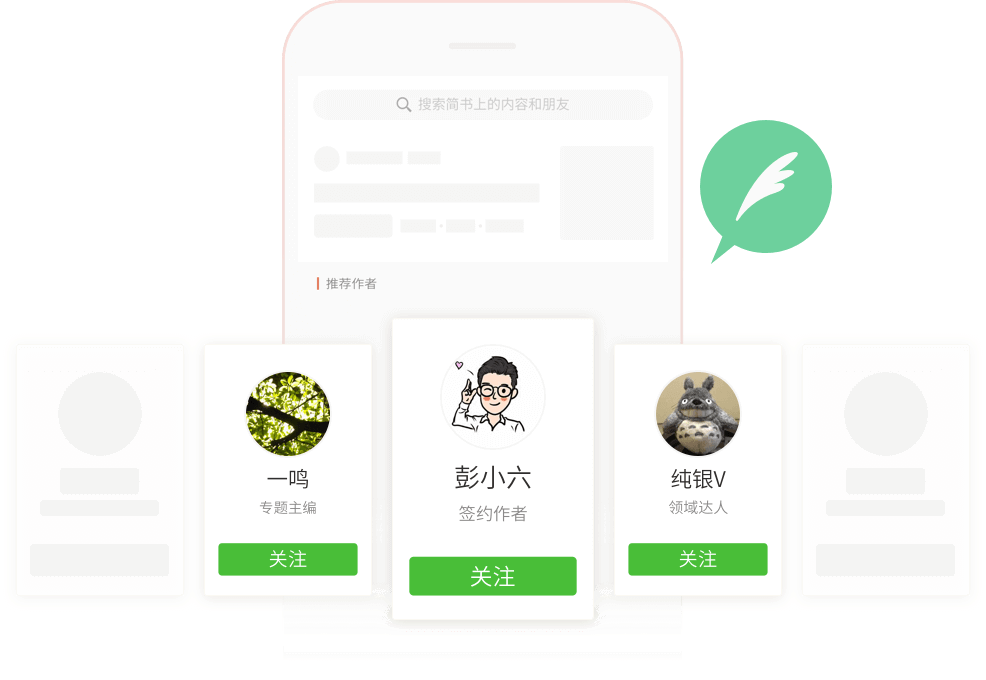 搜索简书上的内容和朋友
推荐作者
一鸣
专题主编
关注
彭小六
签约作者
关注
纯银V
领域达人
关注